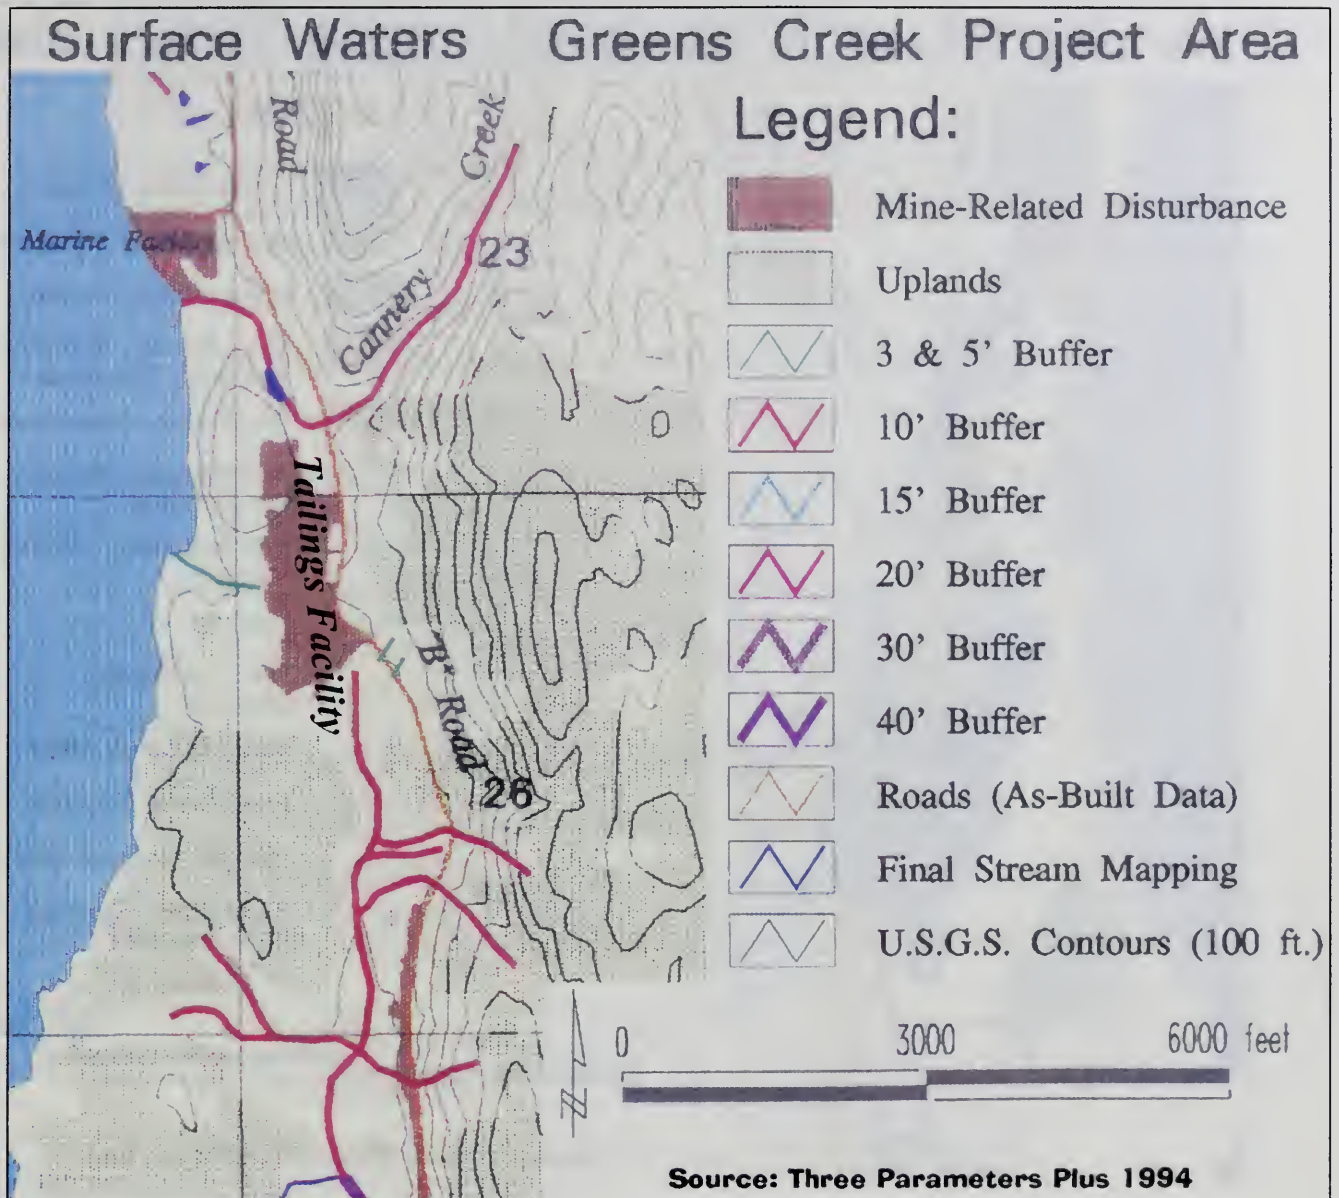 Surface Waters Greens Creek Project Area
Legend:
Mine-Related Disturbance
Uplands
3 & 5' Buffer
10' Buffer
15' Buffer
20' Buffer
30' Buffer
40' Buffer
Roads (As-Built Data)
Final Stream Mapping
U.S.G.S. Contours (100 ft.)
Road
Cannery Creek
23
Marine Factory
Tailings Facility
"B" Road
26
N
0 3000 6000 feet
Source: Three Parameters Plus 1994